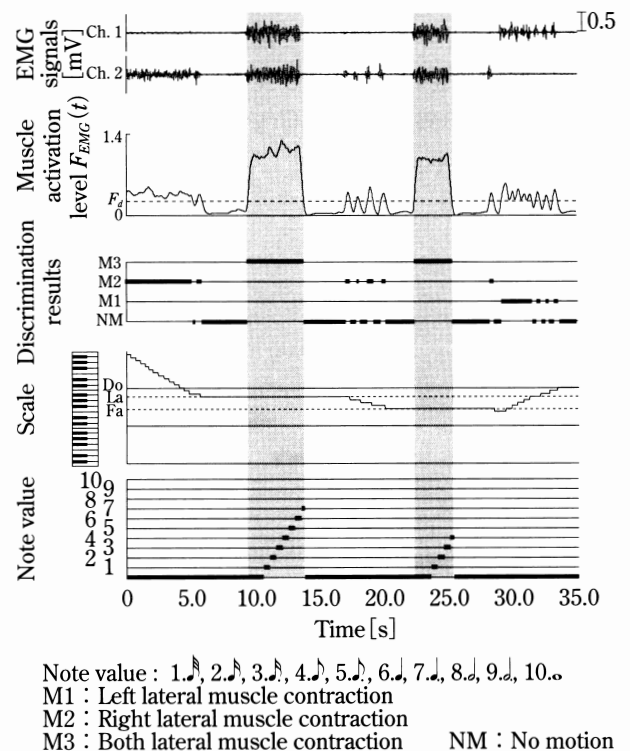 EMG signals [mV]
Ch. 1
Ch. 2
0.5
Muscle activation level F_EMG (t)
1.4
F_d
0
Discrimination results
M3
M2
M1
NM
Scale
Do
La
Fa
Note value
10
9
8
7
6
5
4
3
2
1
0 5.0 10.0 15.0 20.0 25.0 30.0 35.0
Time [s]
Note value : 1.𝅘𝅥𝅱, 2.𝅘𝅥𝅰., 3.𝅘𝅥𝅯., 4.♪, 5.♪., 6.♩, 7.♩., 8.𝅗𝅥, 9.𝅗𝅥., 10.𝅝
M1 : Left lateral muscle contraction
M2 : Right lateral muscle contraction
M3 : Both lateral muscle contraction NM : No motion